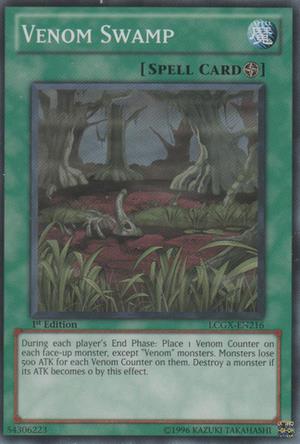 VENOM SWAMP
魔
[SPELL CARD]
1st Edition
LCGX-EN216
During each player's End Phase: Place 1 Venom Counter on
each face-up monster, except "Venom" monsters. Monsters lose
500 ATK for each Venom Counter on them. Destroy a monster if
its ATK becomes 0 by this effect.
54306223
©1996 KAZUKI TAKAHASHI